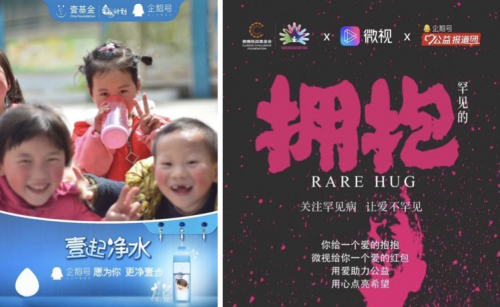 壹基金
One Foundation
计划
企鹅号
壹起净水
企鹅号 愿为你 更净壹步
x 微视 x
企鹅号
公益报道团
罕见的
拥抱
RARE HUG
关注罕见病 让爱不罕见
你给一个爱的抱抱
微视给你一个爱的红包
用爱助力公益
用心点亮希望